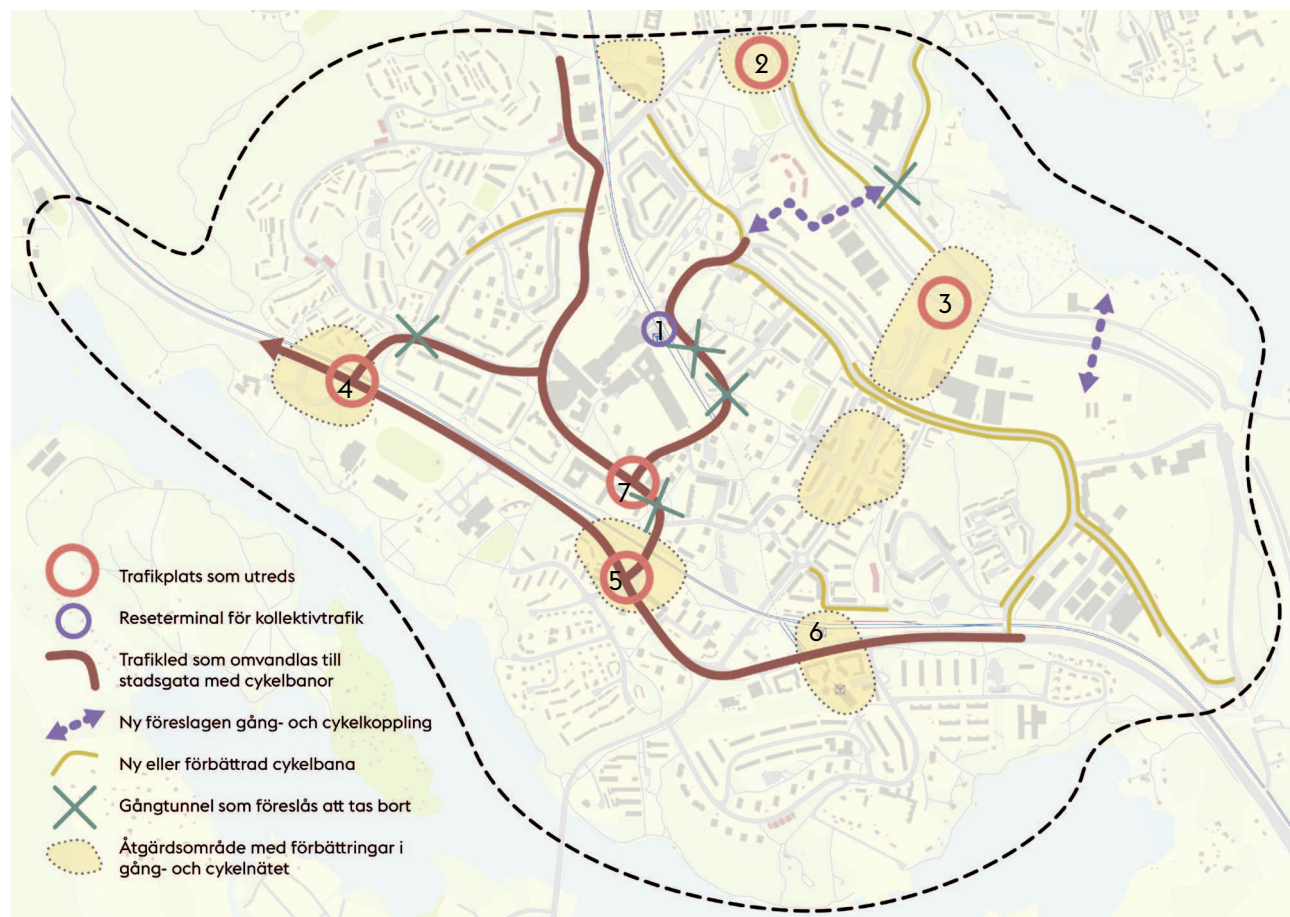 2
3
1
4
7
5
6
Trafikplats som utreds
Reseterminal för kollektivtrafik
Trafikled som omvandlas till
stadsgata med cykelbanor
Ny föreslagen gång- och cykelkoppling
Ny eller förbättrad cykelbana
Gångtunnel som föreslås att tas bort
Åtgärdsområde med förbättringar i
gång- och cykelnätet